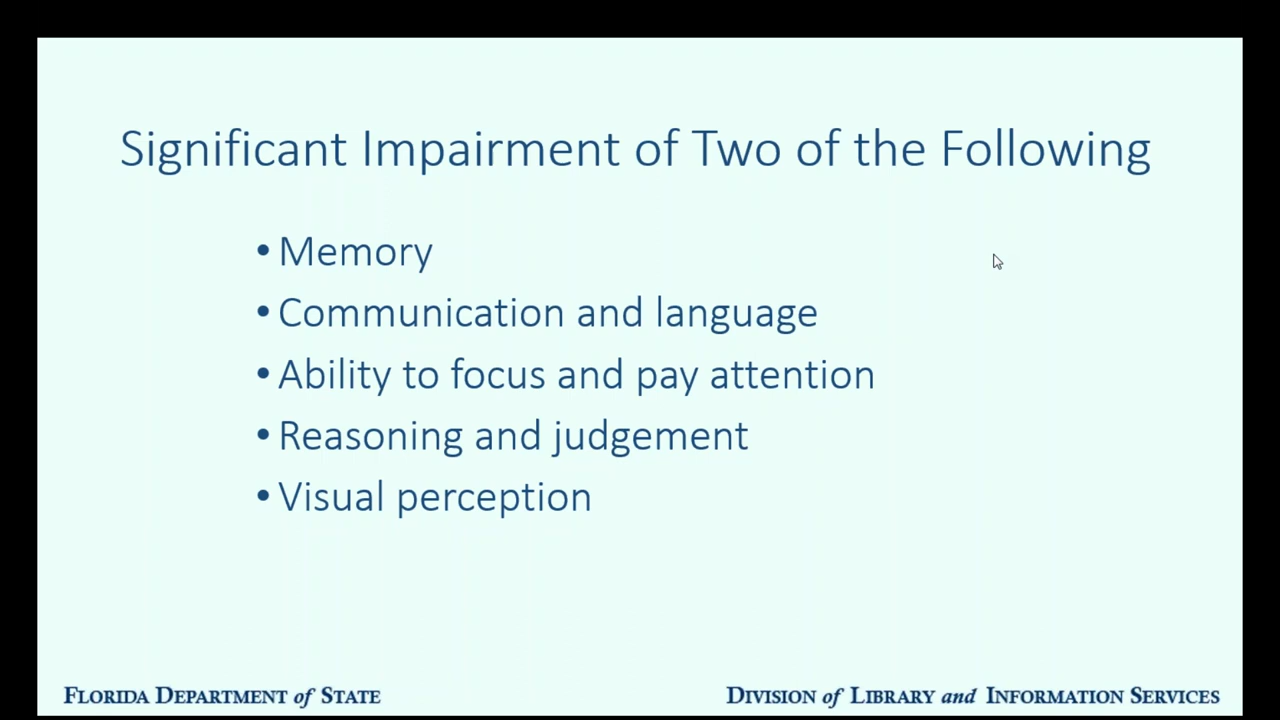 Significant Impairment of Two of the Following
• Memory
• Communication and language
• Ability to focus and pay attention
• Reasoning and judgement
• Visual perception
FLORIDA DEPARTMENT of STATE
DIVISION of LIBRARY and INFORMATION SERVICES